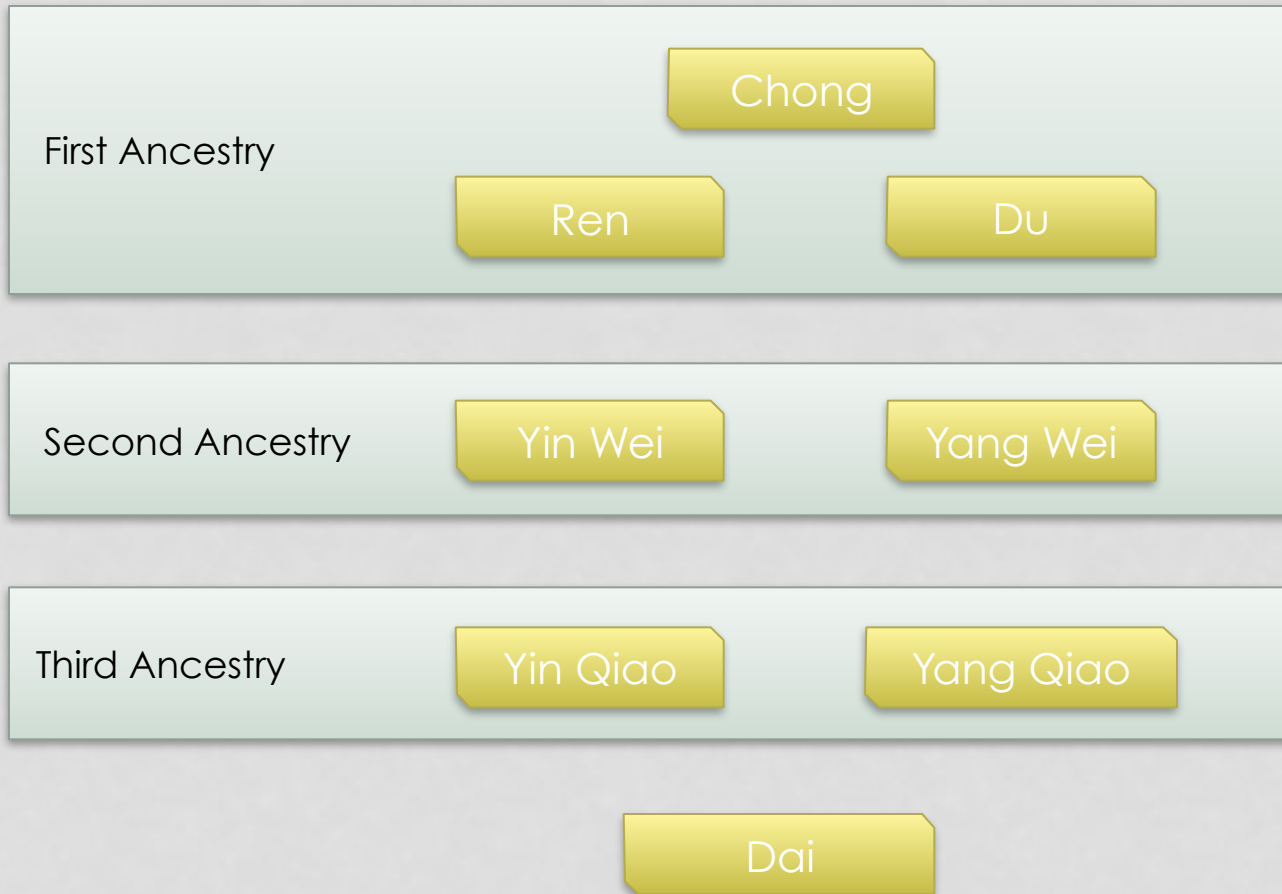 Chong
First Ancestry
Ren Du
Second Ancestry Yin Wei Yang Wei
Third Ancestry Yin Qiao Yang Qiao
Dai